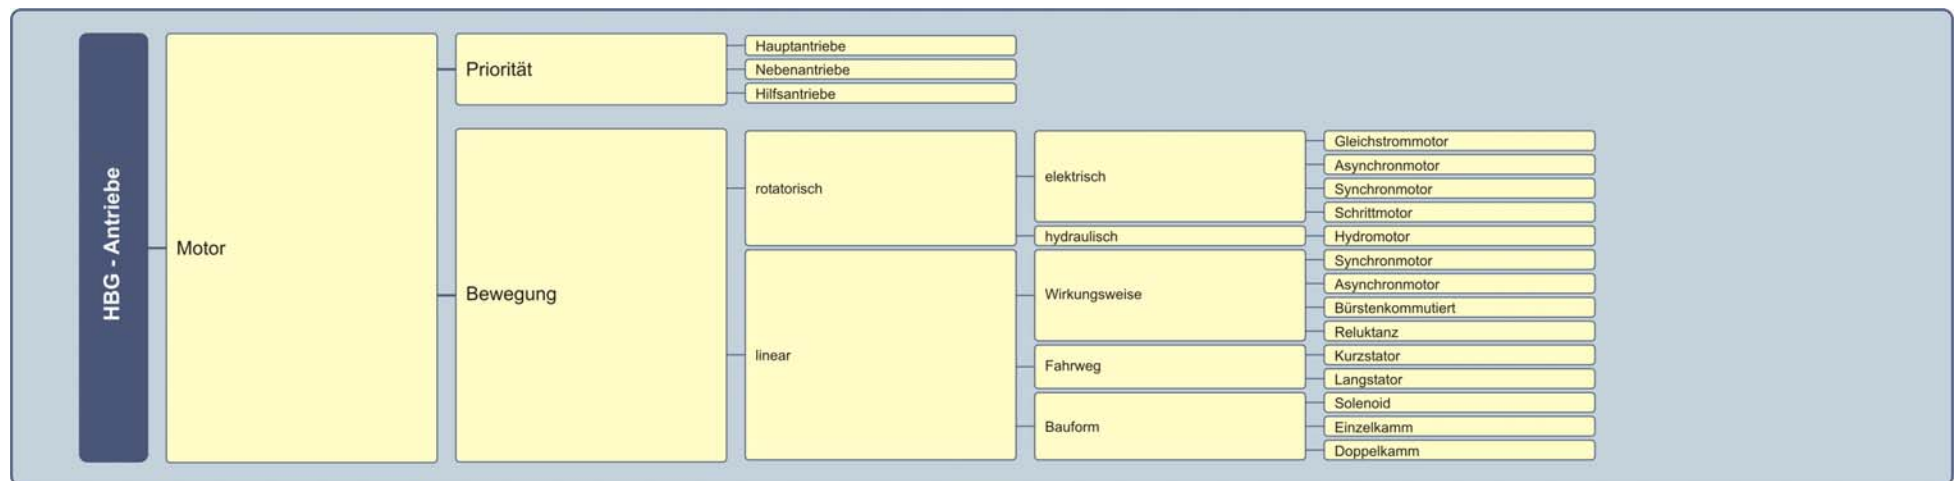 HBG - Antriebe
Motor
Priorität
Hauptantriebe
Nebenantriebe
Hilfsantriebe
Bewegung
rotatorisch
elektrisch
Gleichstrommotor
Asynchronmotor
Synchronmotor
Schrittmotor
hydraulisch
Hydromotor
linear
Wirkungsweise
Synchronmotor
Asynchronmotor
Bürstenkommutiert
Reluktanz
Fahrweg
Kurzstator
Langstator
Bauform
Solenoid
Einzelkamm
Doppelkamm